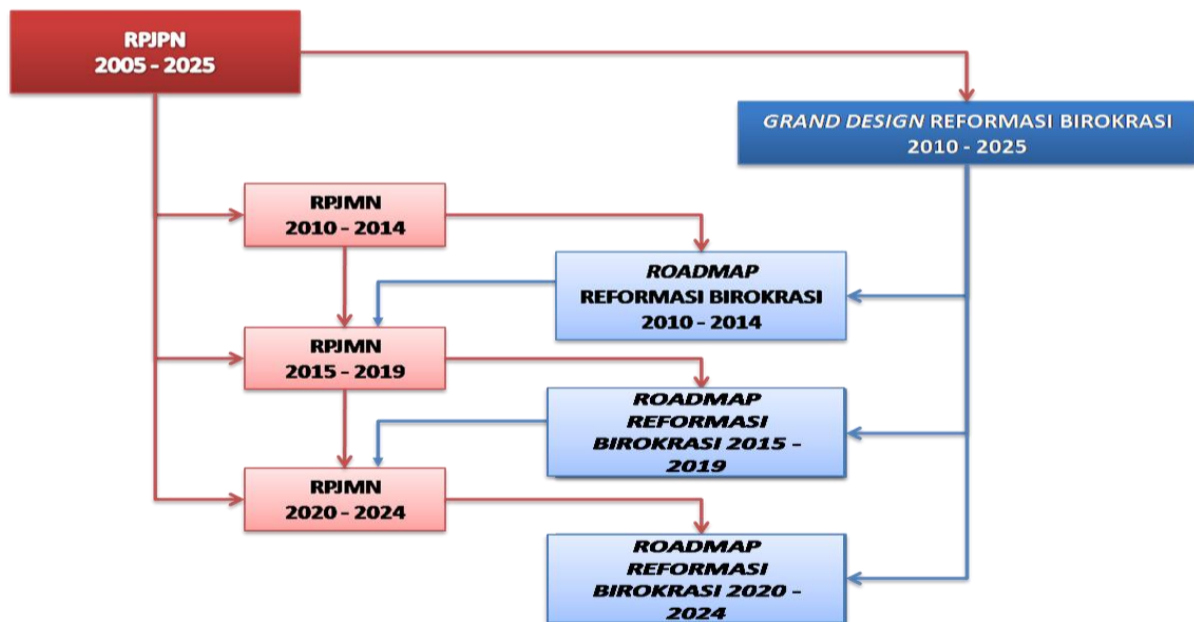 RPJPN
2005 - 2025
GRAND DESIGN REFORMASI BIROKRASI
2010 - 2025
RPJMN
2010 - 2014
ROADMAP
REFORMASI BIROKRASI
2010 - 2014
RPJMN
2015 - 2019
ROADMAP
REFORMASI
BIROKRASI 2015 -
2019
RPJMN
2020 - 2024
ROADMAP
REFORMASI
BIROKRASI 2020 -
2024